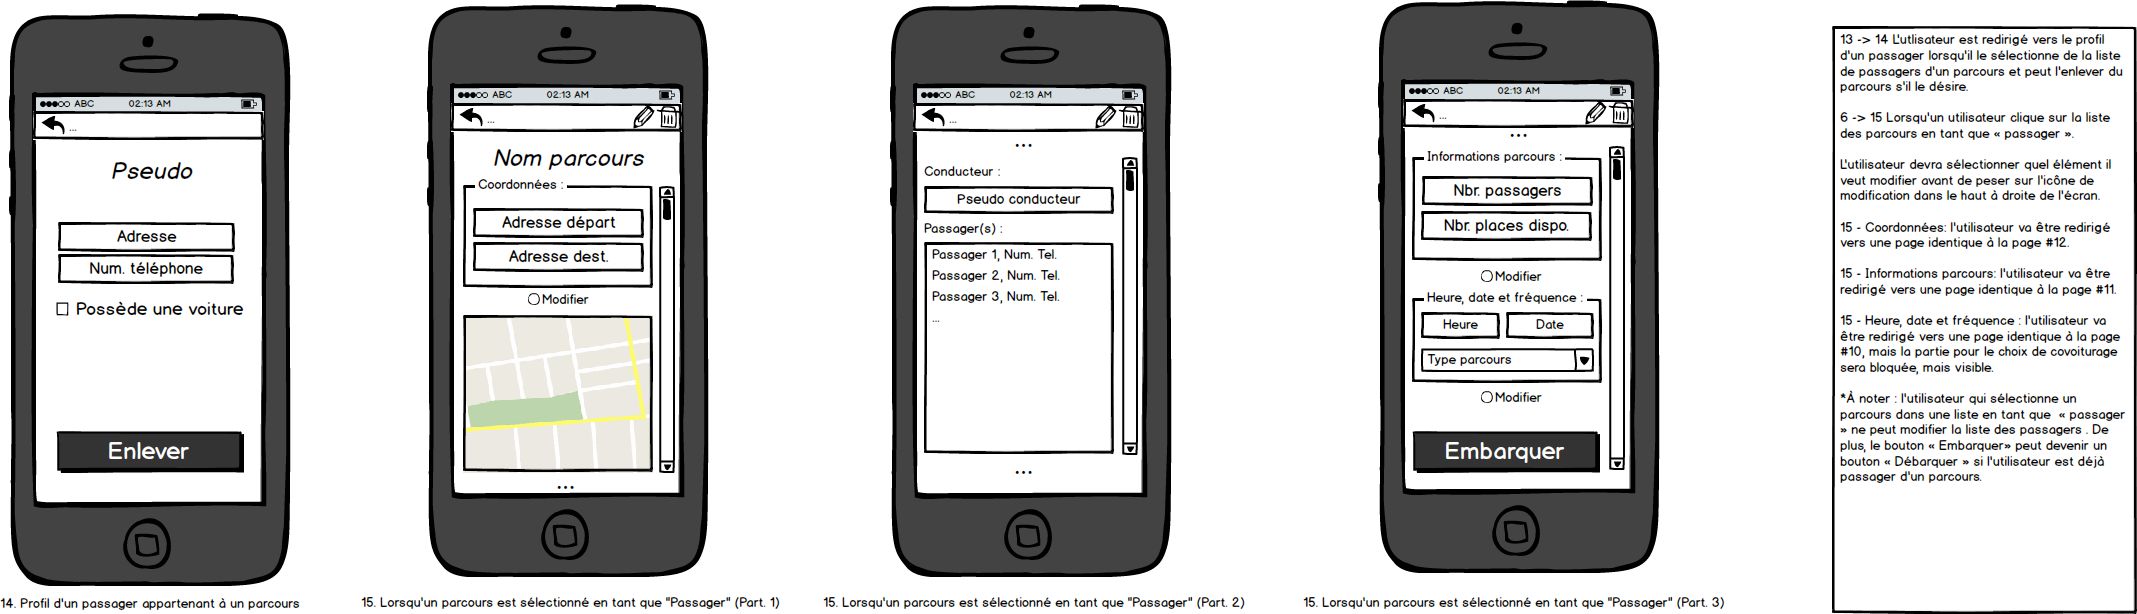 ABC 02:13 AM
...
Pseudo
Adresse
Num. téléphone
Possède une voiture
Enlever
14. Profil d'un passager appartenant à un parcours
ABC 02:13 AM
...
Nom parcours
Coordonnées :
Adresse départ
Adresse dest.
Modifier
...
15. Lorsqu'un parcours est sélectionné en tant que "Passager" (Part. 1)
ABC 02:13 AM
...
...
Conducteur :
Pseudo conducteur
Passager(s) :
Passager 1, Num. Tel.
Passager 2, Num. Tel.
Passager 3, Num. Tel.
...
...
15. Lorsqu'un parcours est sélectionné en tant que "Passager" (Part. 2)
ABC 02:13 AM
...
...
Informations parcours :
Nbr. passagers
Nbr. places dispo.
Modifier
Heure, date et fréquence :
Heure Date
Type parcours
Modifier
Embarquer
15. Lorsqu'un parcours est sélectionné en tant que "Passager" (Part. 3)
13 -> 14 L'utlisateur est redirigé vers le profil
d'un passager lorsqu'il le sélectionne de la liste
de passagers d'un parcours et peut l'enlever du
parcours s'il le désire.
6 -> 15 Lorsqu'un utilisateur clique sur la liste
des parcours en tant que « passager ».
L'utilisateur devra sélectionner quel élément il
veut modifier avant de peser sur l'icône de
modification dans le haut à droite de l'écran.
15 - Coordonnées: l'utilisateur va être redirigé
vers une page identique à la page #12.
15 - Informations parcours: l'utilisateur va être
redirigé vers une page identique à la page #11.
15 - Heure, date et fréquence : l'utilisateur va
être redirigé vers une page identique à la page
#10, mais la partie pour le choix de covoiturage
sera bloquée, mais visible.
*À noter : l'utilisateur qui sélectionne un
parcours dans une liste en tant que « passager
» ne peut modifier la liste des passagers . De
plus, le bouton « Embarquer» peut devenir un
bouton « Débarquer » si l'utilisateur est déjà
passager d'un parcours.